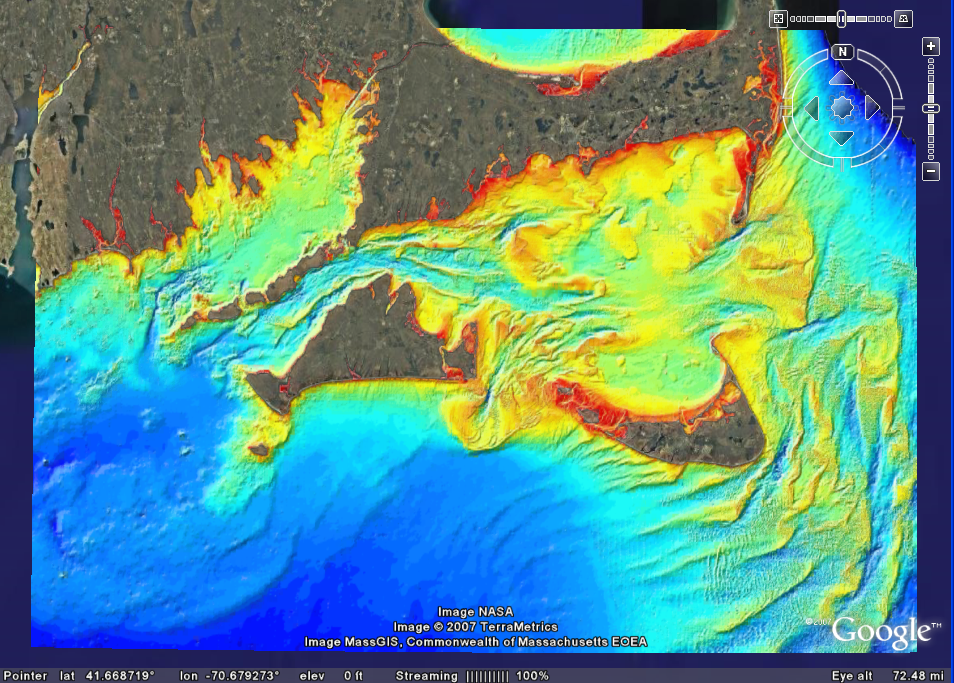 N
Image NASA
Image © 2007 TerraMetrics
Image MassGIS, Commonwealth of Massachusetts EOEA
©2007 Google™
Pointer lat 41.668719° lon -70.679273° elev 0 ft Streaming |||||||||| 100% Eye alt 72.48 mi